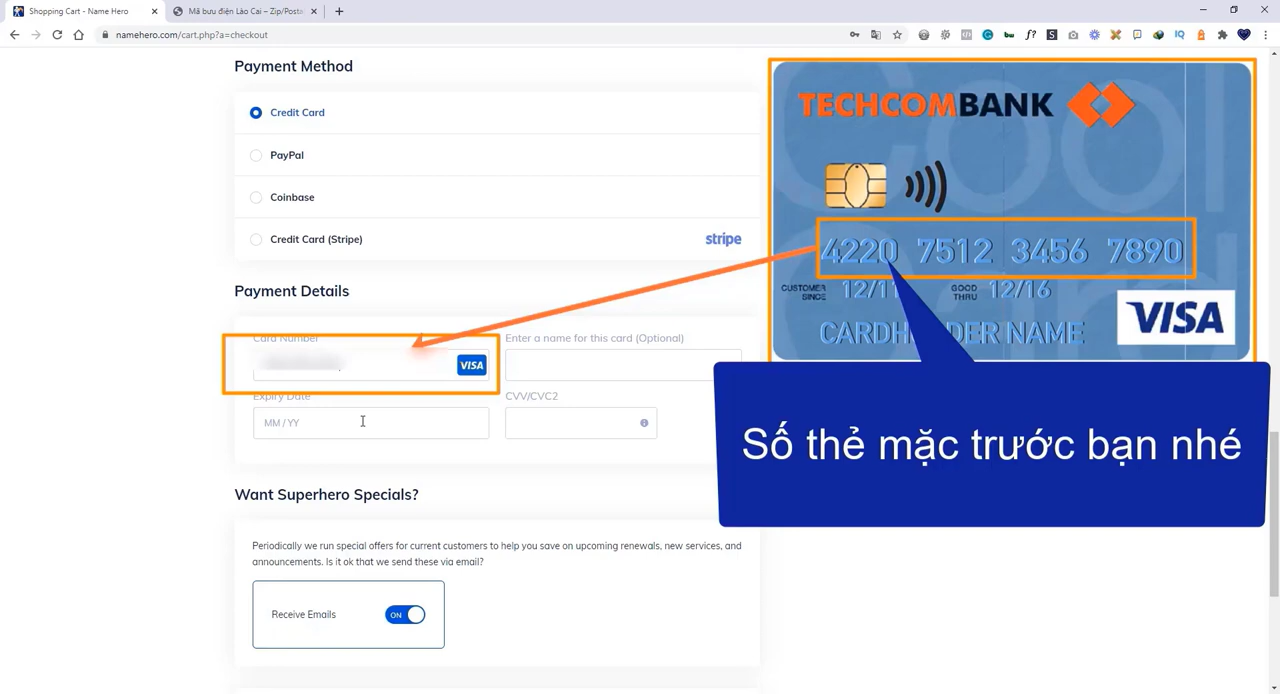 Shopping Cart - Name Hero
Mã bưu điện Lào Cai – Zip/Posta
namehero.com/cart.php?a=checkout
Payment Method
Credit Card
PayPal
Coinbase
Credit Card (Stripe)
stripe
Payment Details
Card Number
VISA
Enter a name for this card (Optional)
Expiry Date
MM / YY
CVV/CVC2
Want Superhero Specials?
Periodically we run special offers for current customers to help you save on upcoming renewals, new services, and
announcements. Is it ok that we send these via email?
Receive Emails
ON
TECHCOMBANK
4220 7512 3456 7890
CUSTOMER
SINCE
12/11
GOOD
THRU
12/16
VISA
Số thẻ mặc trước bạn nhé